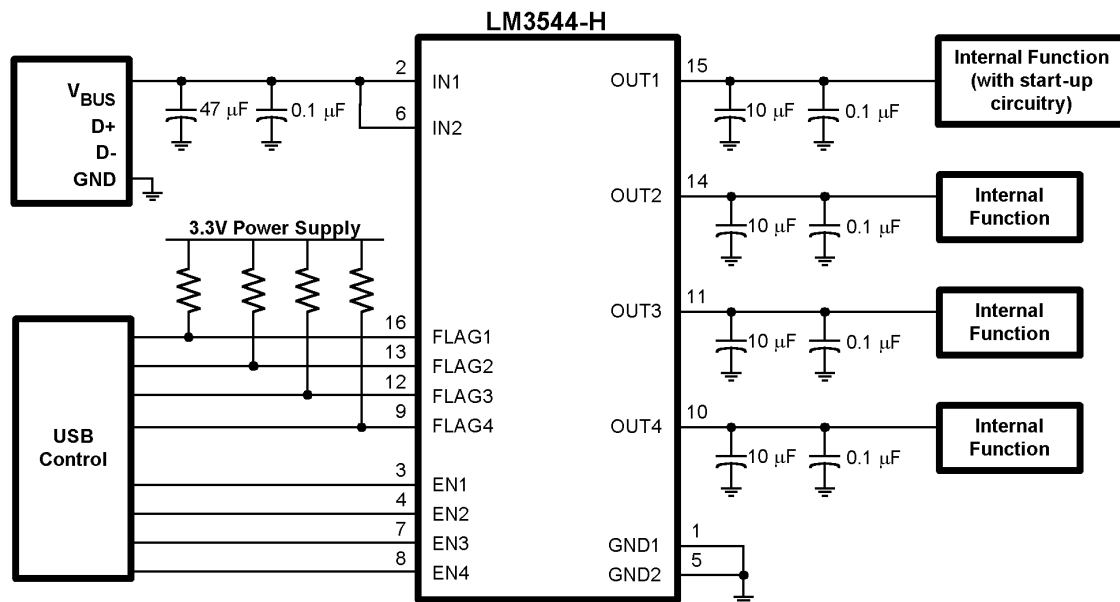 LM3544-H
VBUS
D+
D-
GND
47 µF
0.1 µF
2
IN1
6
IN2
3.3V Power Supply
USB
Control
16
FLAG1
13
FLAG2
12
FLAG3
9
FLAG4
3
EN1
4
EN2
7
EN3
8
EN4
OUT1
15
10 µF
0.1 µF
Internal Function
(with start-up
circuitry)
OUT2
14
10 µF
0.1 µF
Internal
Function
OUT3
11
10 µF
0.1 µF
Internal
Function
OUT4
10
10 µF
0.1 µF
Internal
Function
GND1
1
GND2
5